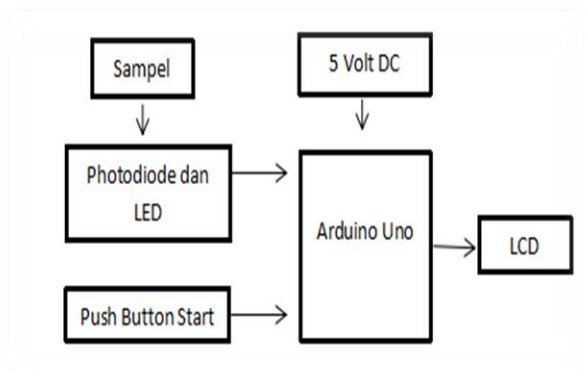 Sampel
5 Volt DC
Photodiode dan
LED
Arduino Uno
LCD
Push Button Start